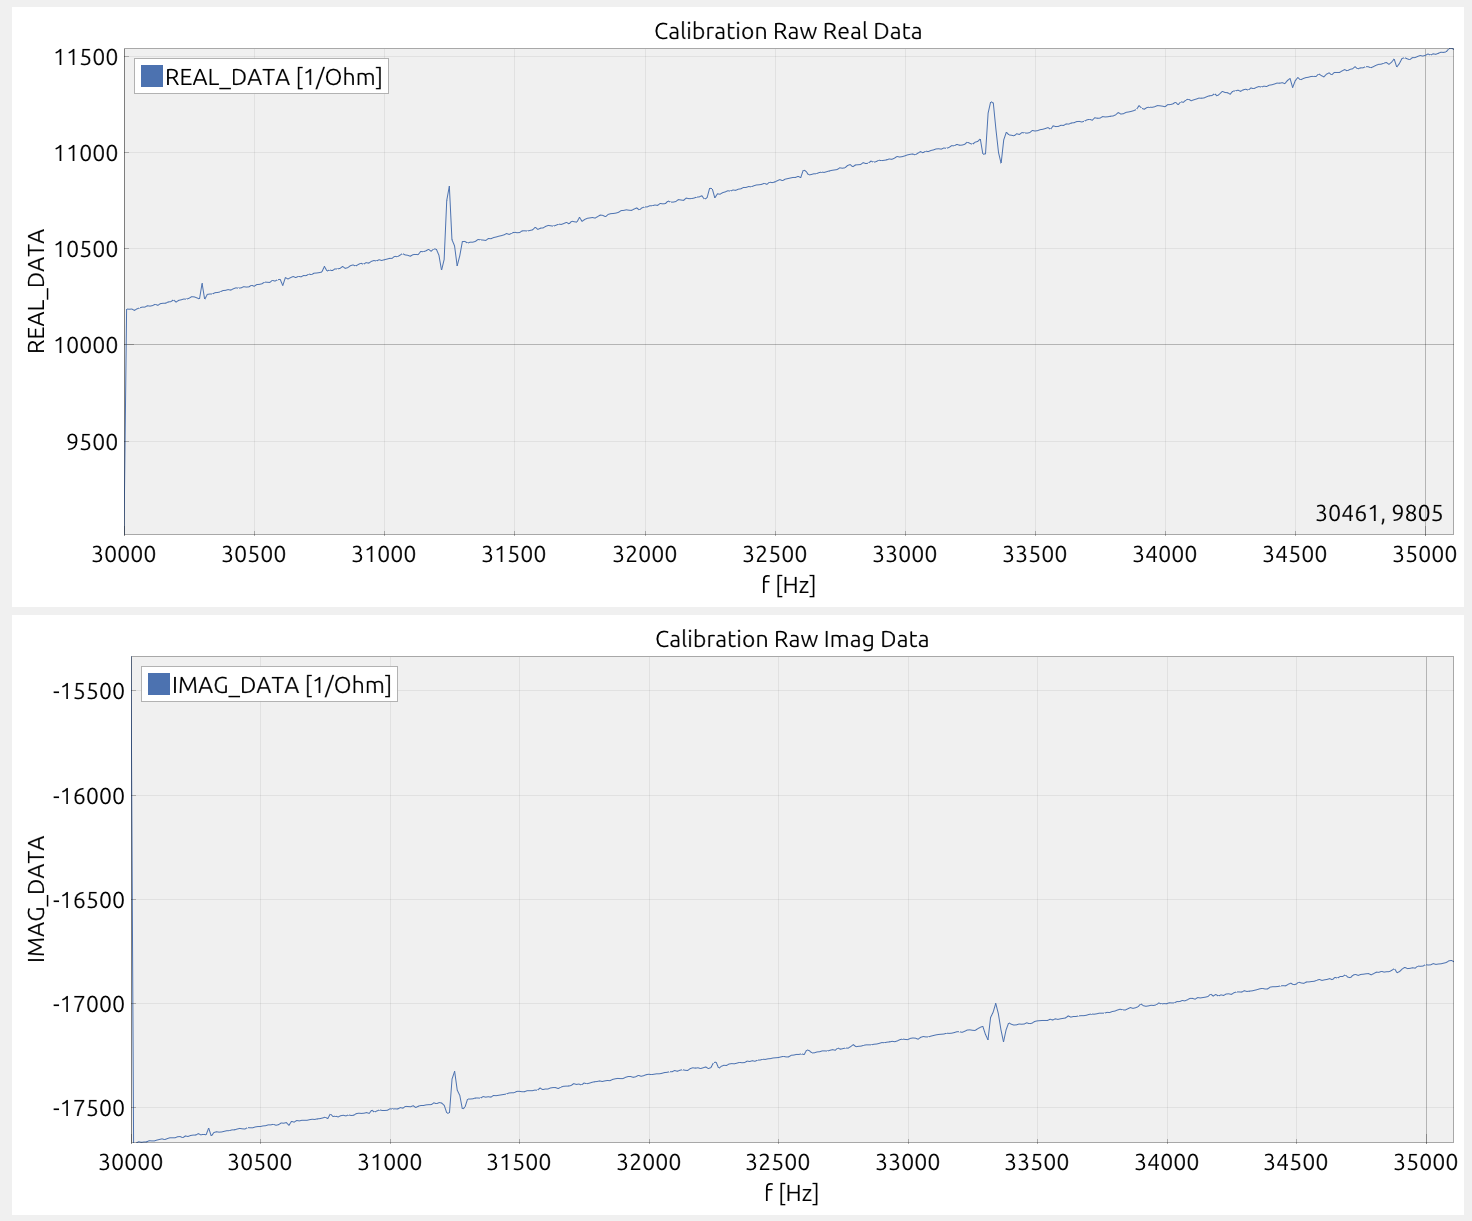 Calibration Raw Real Data
REAL_DATA [1/Ohm]
11500
11000
10500
10000
9500
REAL_DATA
30461, 9805
30000 30500 31000 31500 32000 32500 33000 33500 34000 34500 35000
f [Hz]
Calibration Raw Imag Data
IMAG_DATA [1/Ohm]
-15500
-16000
-16500
-17000
-17500
IMAG_DATA
30000 30500 31000 31500 32000 32500 33000 33500 34000 34500 35000
f [Hz]